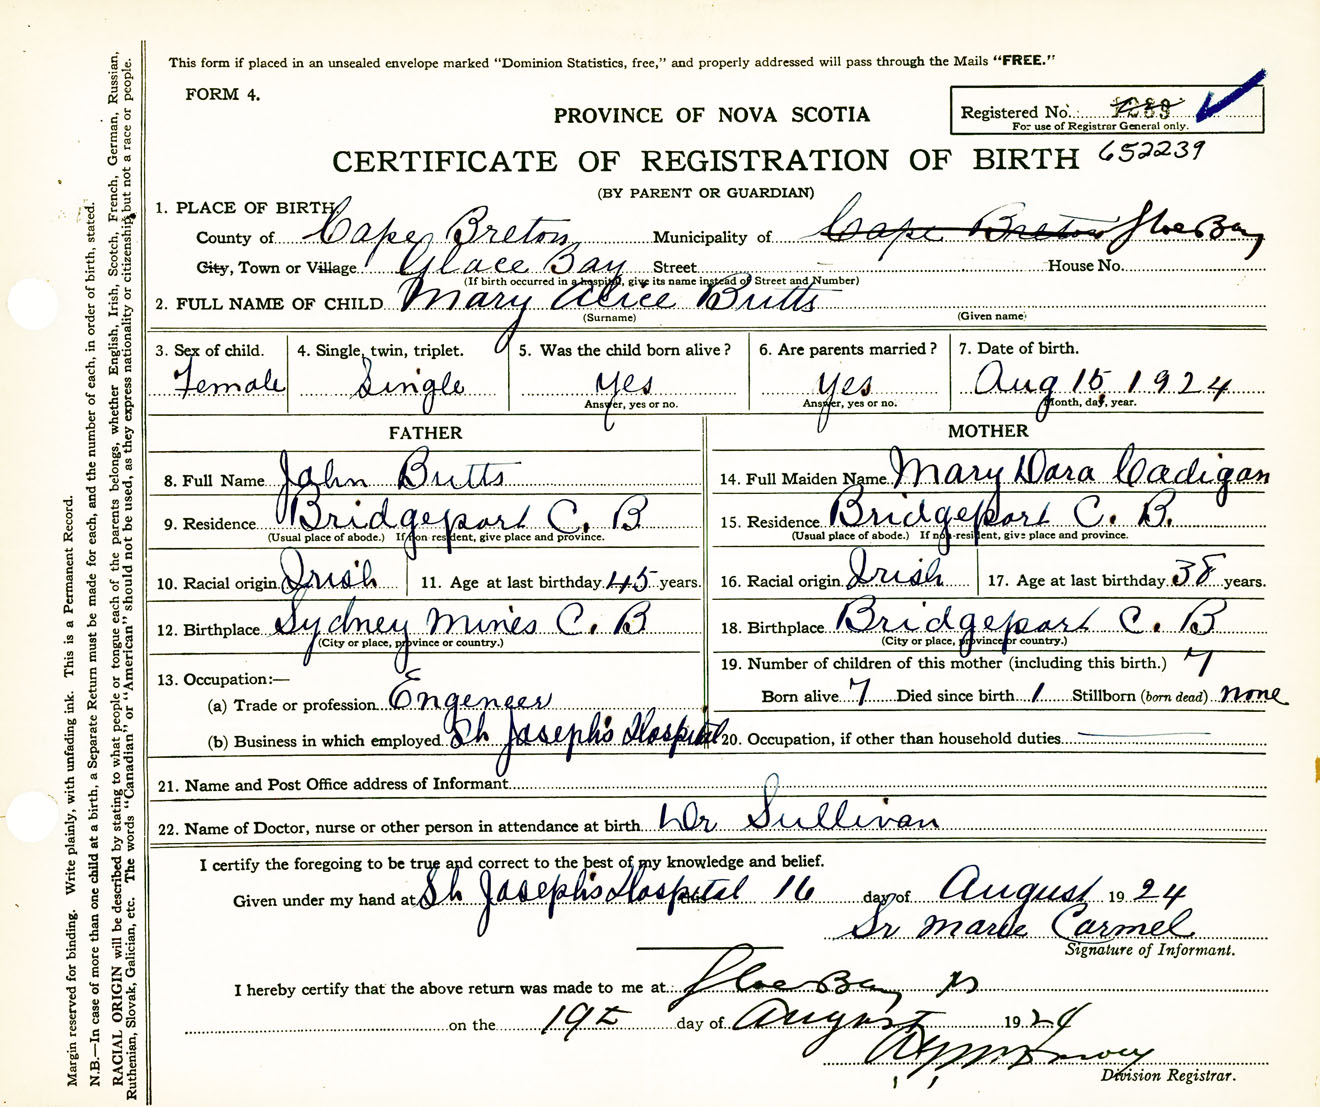 This form if placed in an unsealed envelope marked "Dominion Statistics, free," and properly addressed will pass through the Mails "FREE."
FORM 4.
PROVINCE OF NOVA SCOTIA
Registered No.
For use of Registrar General only.
CERTIFICATE OF REGISTRATION OF BIRTH 652239
(BY PARENT OR GUARDIAN)
1. PLACE OF BIRTH
County of Cape Breton Municipality of Cape Breton Glace Bay
City, Town or Village Glace Bay Street House No.
(If birth occurred in a hospital, give its name instead of Street and Number)
2. FULL NAME OF CHILD Mary Alice Butts
(Surname) (Given name)
3. Sex of child. 4. Single, twin, triplet. 5. Was the child born alive? 6. Are parents married? 7. Date of birth.
Female Single yes yes Aug 15, 1924
Answer, yes or no. Answer, yes or no. Month, day, year.
FATHER MOTHER
8. Full Name John Butts 14. Full Maiden Name Mary Dora Cadigan
9. Residence Bridgeport C. B 15. Residence Bridgeport C. B.
(Usual place of abode.) If non-resident, give place and province. (Usual place of abode.) If non-resident, give place and province.
10. Racial origin Irish 11. Age at last birthday 45 years. 16. Racial origin Irish 17. Age at last birthday 38 years.
12. Birthplace Sydney Mines C. B 18. Birthplace Bridgeport C. B
(City or place, province or country.) (City or place, province or country.)
13. Occupation:— 19. Number of children of this mother (including this birth.) 7
(a) Trade or profession Engeneer Born alive 7 Died since birth 1 Stillborn (born dead) none
(b) Business in which employed St Joseph's Hospital 20. Occupation, if other than household duties
21. Name and Post Office address of Informant
22. Name of Doctor, nurse or other person in attendance at birth Dr Sullivan
I certify the foregoing to be true and correct to the best of my knowledge and belief.
Given under my hand at St Joseph's Hospital 16 day of August 1924
Sr Marie Carmel
Signature of Informant.
I hereby certify that the above return was made to me at Glace Bay NS
on the 19th day of August 1924
Division Registrar.
Margin reserved for binding. Write plainly, with unfading ink. This is a Permanent Record.
N.B.—In case of more than one child at a birth, a Separate Return must be made for each, and the number of each, in order of birth, stated.
RACIAL ORIGIN will be described by stating to what people or tongue each of the parents belongs, whether English, Irish, Scotch, French, German, Russian,
Ruthenian, Slovak, Galician, etc. The words "Canadian" or "American" should not be used, as they express nationality or citizenship but not a race or people.